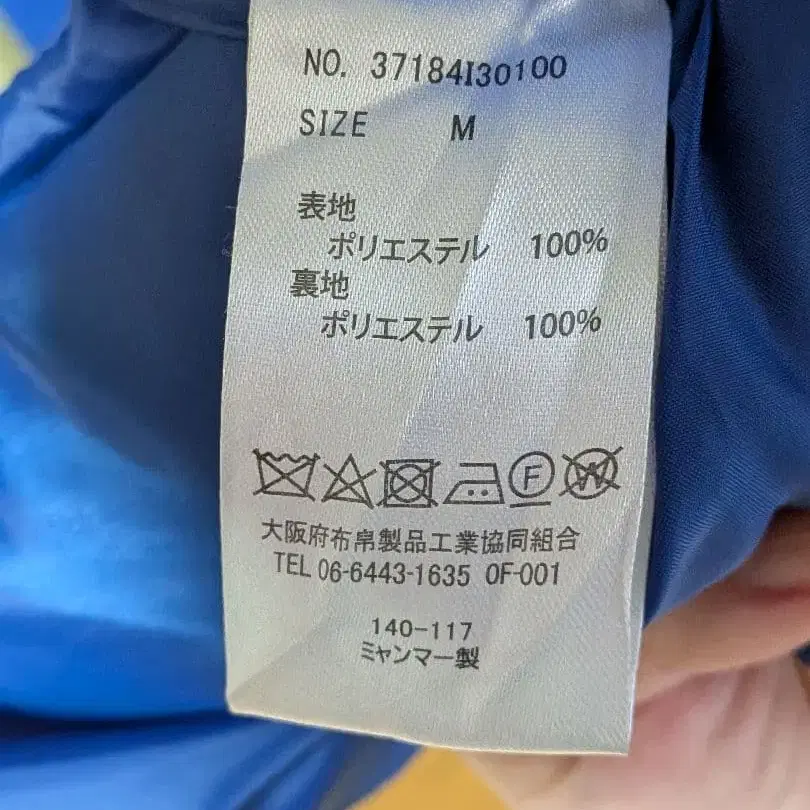 NO. 37184I30100
SIZE M
表地
ポリエステル 100%
裏地
ポリエステル 100%
F W
大阪府布帛製品工業協同組合
TEL 06-6443-1635 OF-001
140-117
ミャンマー製